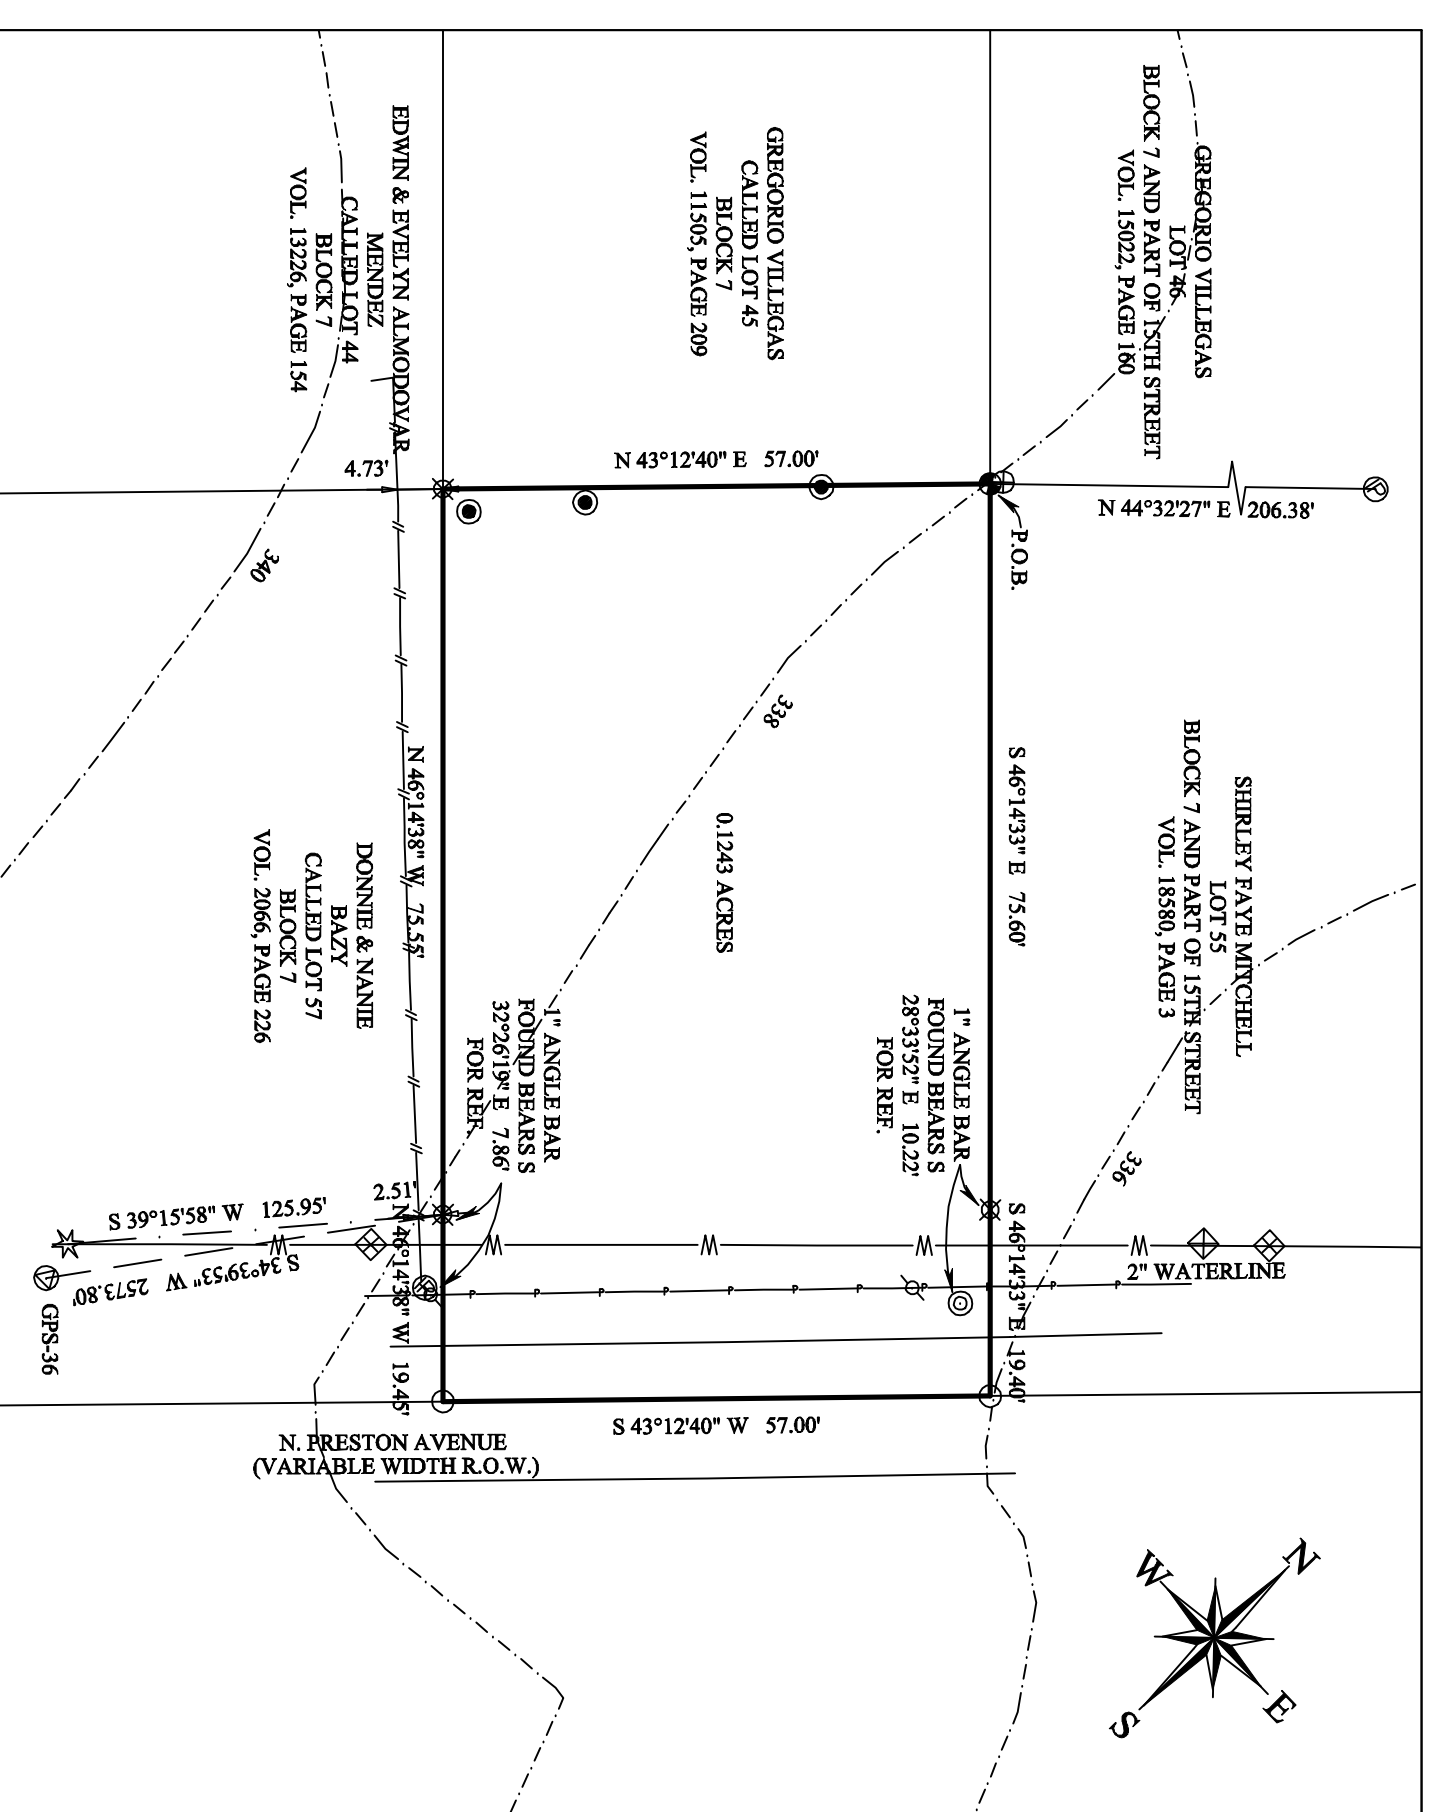 EDWIN & EVELYN ALMODOVAR
MENDEZ
CALLED LOT 44
BLOCK 7
VOL. 13226, PAGE 154
GREGORIO VILLEGAS
CALLED LOT 45
BLOCK 7
VOL. 11505, PAGE 209
GREGORIO VILLEGAS
LOT 46
BLOCK 7 AND PART OF 15TH STREET
VOL. 15022, PAGE 160
4.73'
N 43°12'40" E 57.00'
N 44°32'27" E 206.38'
P
P.O.B.
340
338
S 46°14'33" E 75.60'
N 46°14'38" W 75.55'
0.1243 ACRES
SHIRLEY FAYE MITCHELL
LOT 55
BLOCK 7 AND PART OF 15TH STREET
VOL. 18580, PAGE 3
DONNIE & NANIE
BAZY
CALLED LOT 57
BLOCK 7
VOL. 2066, PAGE 226
1" ANGLE BAR
FOUND BEARS S
32°26'19" E 7.86'
FOR REF.
1" ANGLE BAR
FOUND BEARS S
28°33'52" E 10.22'
FOR REF.
336
2.51'
S 39°15'58" W 125.95'
S 34°39'53" W 2573.80'
GPS-36
N 46°14'38" W 19.45'
S 46°14'33" E 19.40'
2" WATERLINE
W W W W W
P P P P P P P P P P P
S 43°12'40" W 57.00'
N. PRESTON AVENUE
(VARIABLE WIDTH R.O.W.)
N
W
E
S